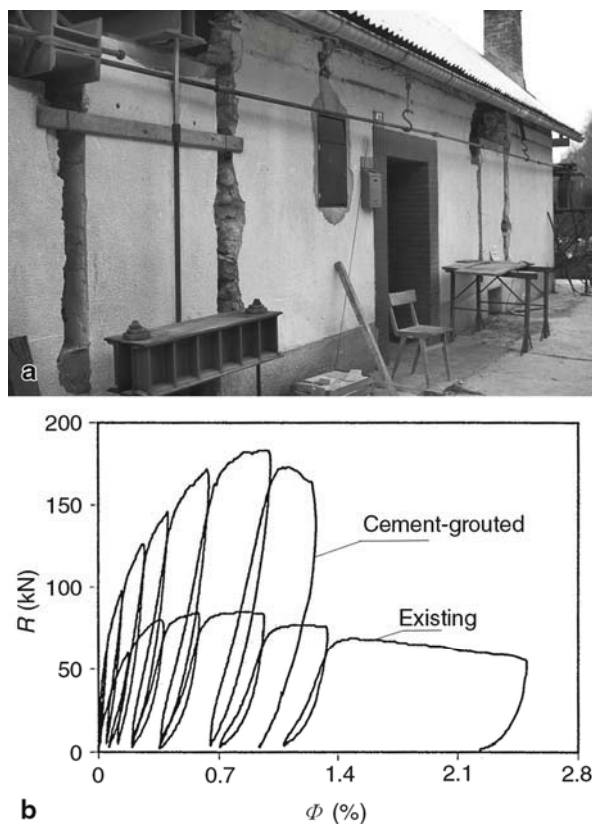 a
200
150
100
50
0
R (kN)
Cement-grouted
Existing
0 0.7 1.4 2.1 2.8
Φ (%)
b